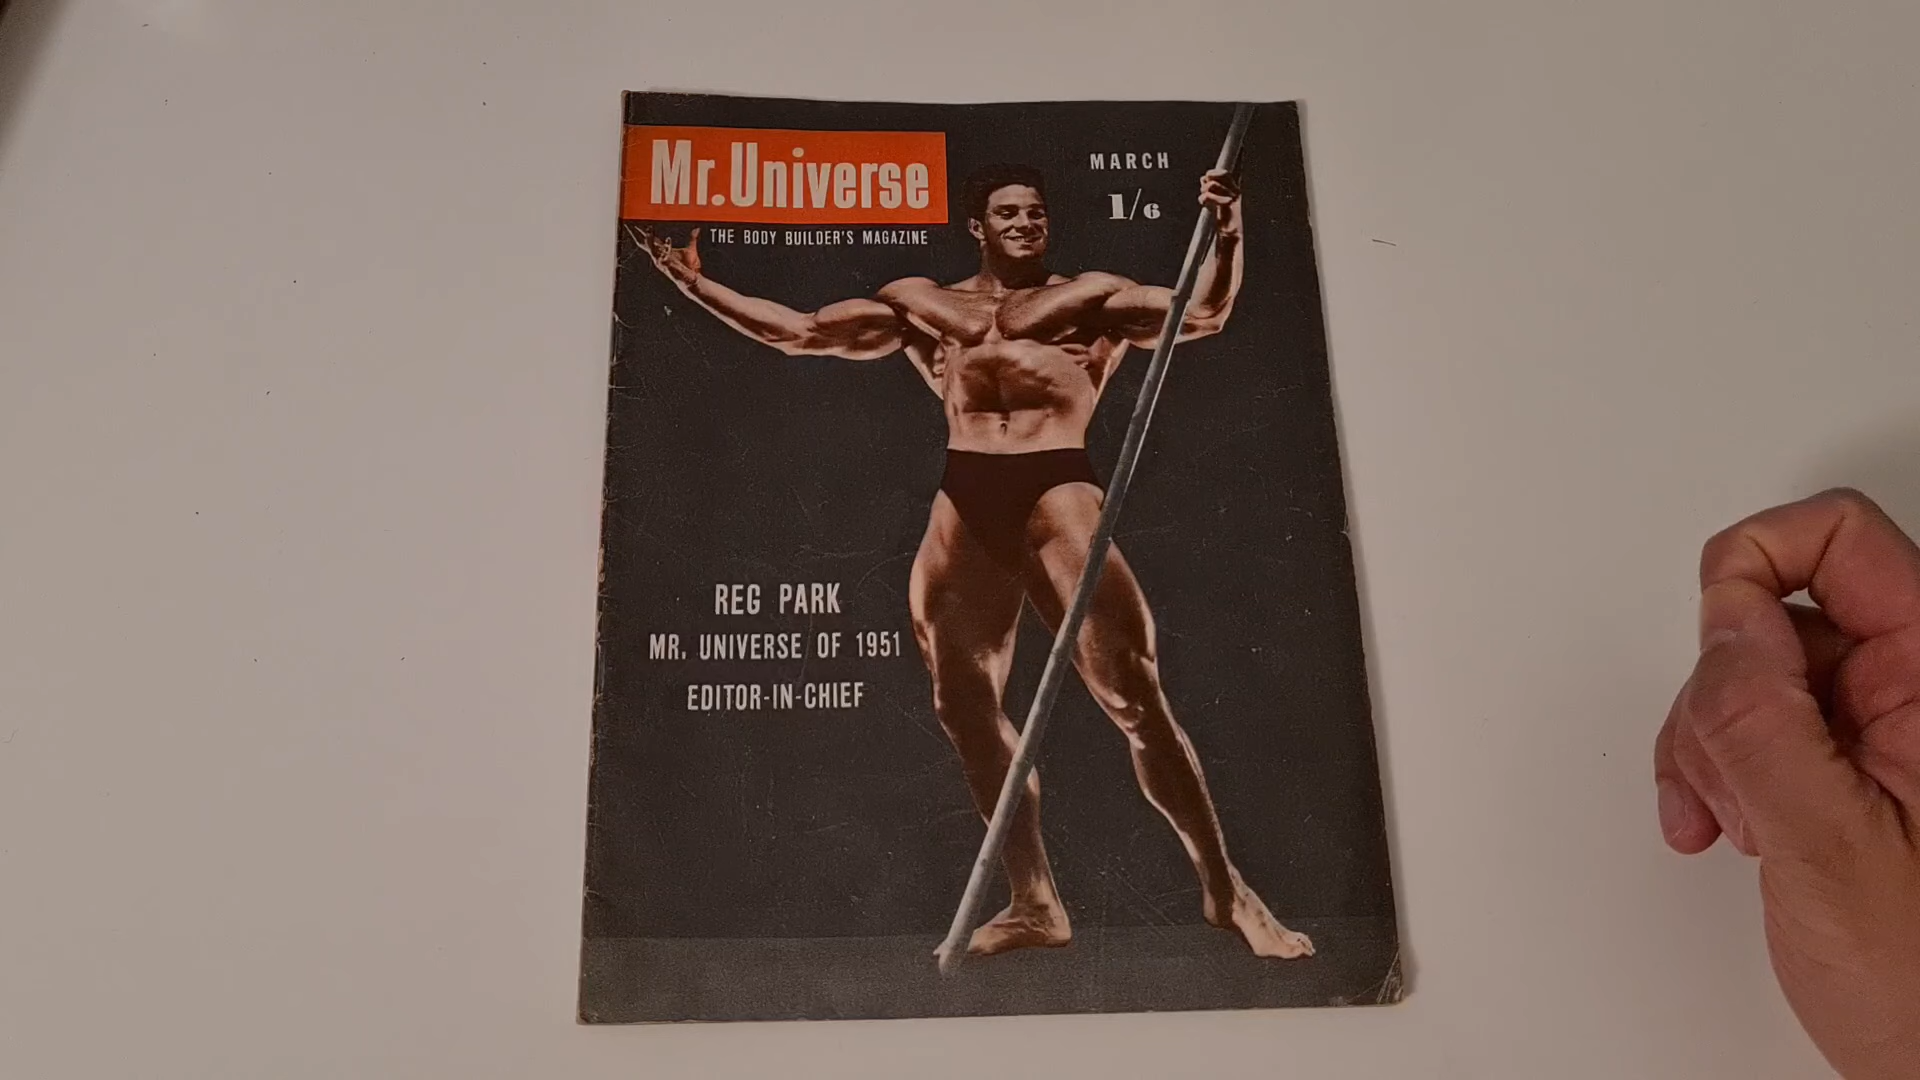 Mr. Universe
THE BODY BUILDER'S MAGAZINE
MARCH
1/6
REG PARK
MR. UNIVERSE OF 1951
EDITOR-IN-CHIEF